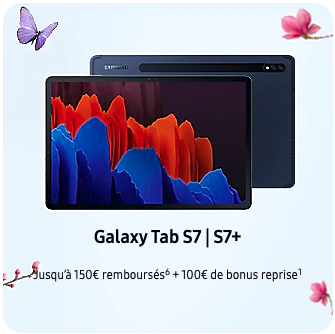 SAMSUNG
Galaxy Tab S7 | S7+
Jusqu'à 150€ remboursés⁶ + 100€ de bonus reprise¹